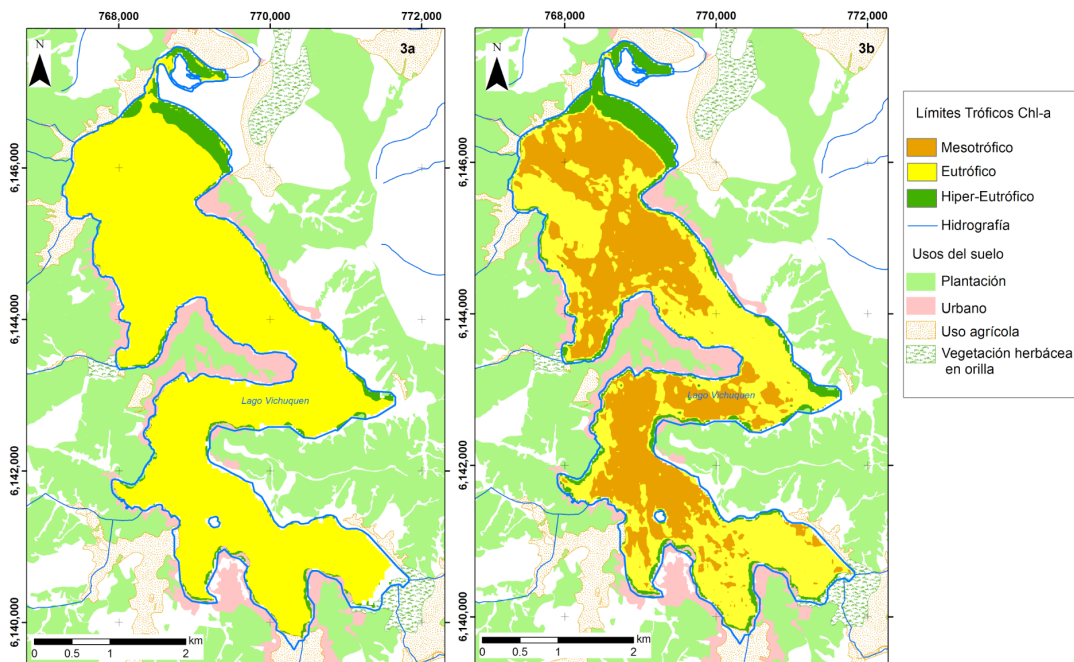 768,000 770,000 772,000
768,000 770,000 772,000
N
3a
N
3b
6,146,000
6,144,000
6,142,000
6,140,000
6,146,000
6,144,000
6,142,000
6,140,000
Lago Vichuquen
Lago Vichuquen
km
0 0.5 1 2
km
0 0.5 1 2
Límites Tróficos Chl-a
Mesotrófico
Eutrófico
Hiper-Eutrófico
Hidrografía
Usos del suelo
Plantación
Urbano
Uso agrícola
Vegetación herbácea
en orilla